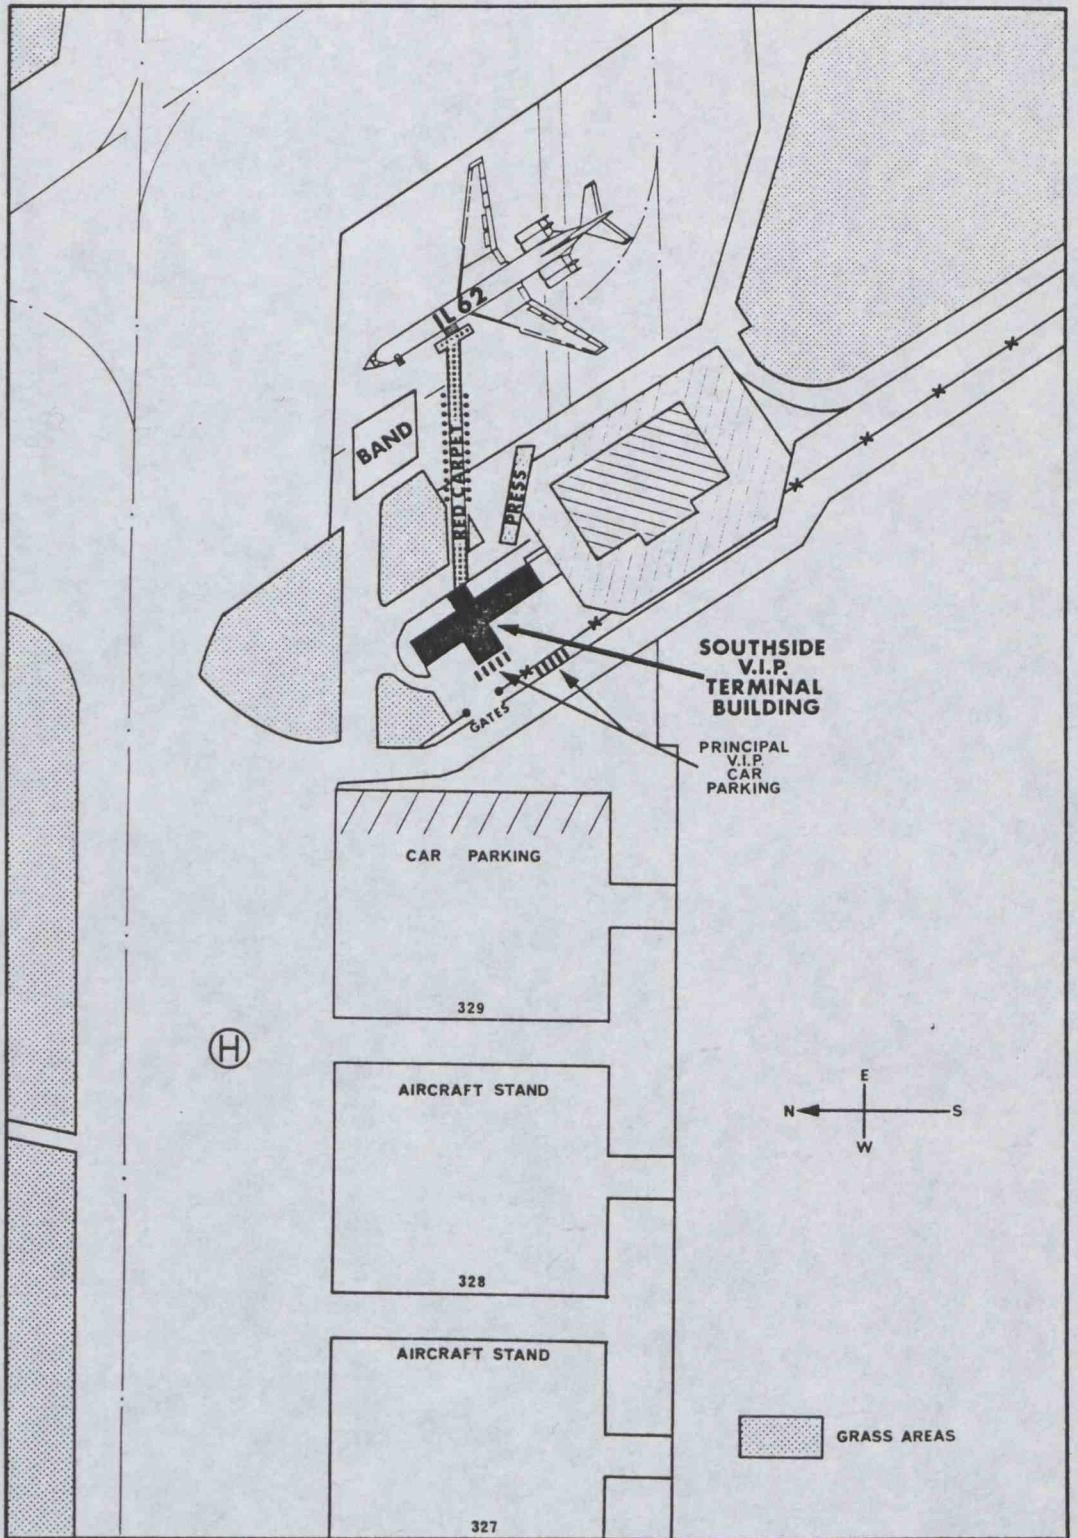 IL 62
BAND
RED CARPET
PRESS
SOUTHSIDE
V.I.P.
TERMINAL
BUILDING
GATES
PRINCIPAL
V.I.P.
CAR
PARKING
CAR PARKING
329
H
AIRCRAFT STAND
E
N
S
W
328
AIRCRAFT STAND
GRASS AREAS
327